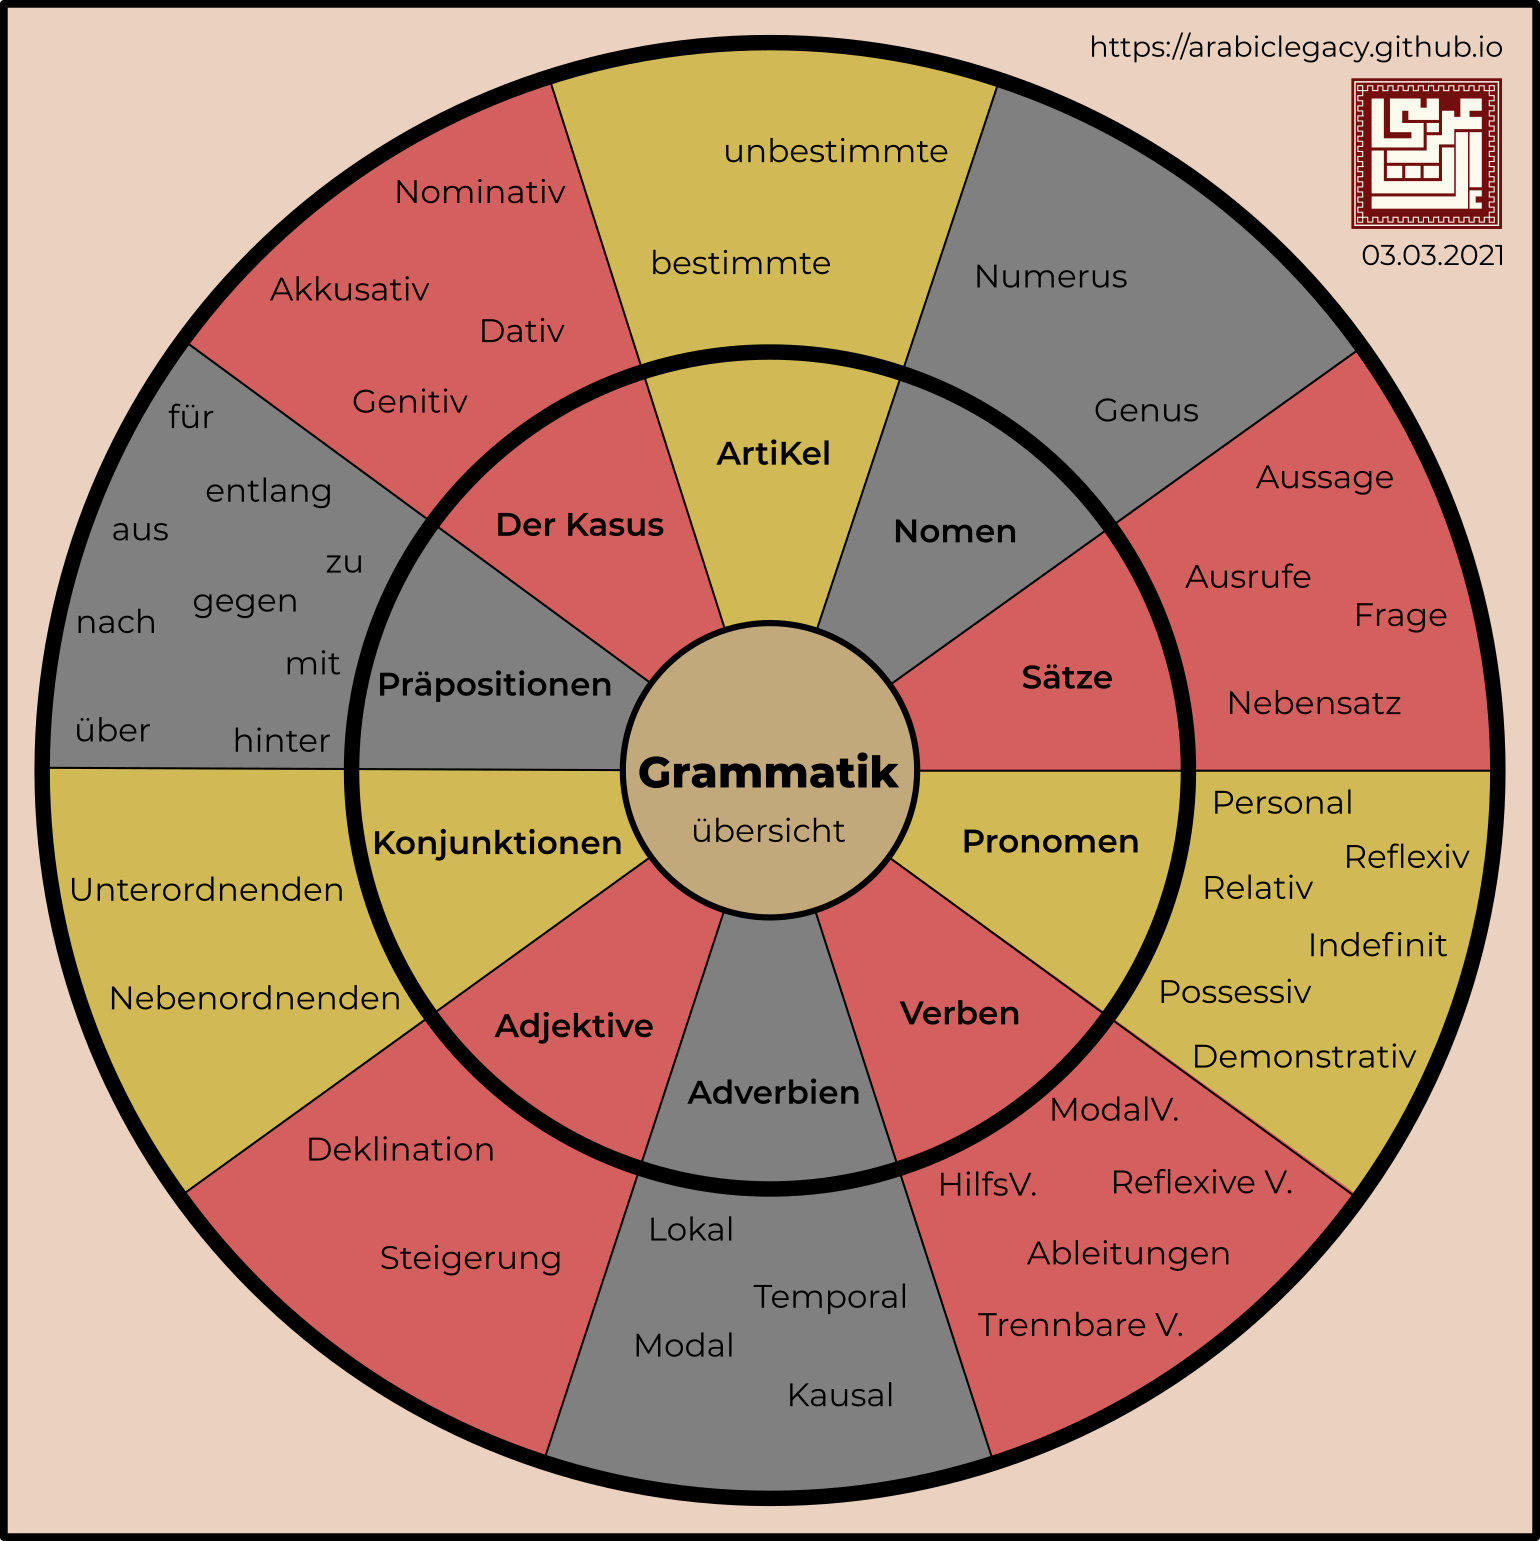 https://arabiclegacy.github.io
03.03.2021
Grammatik
übersicht
ArtiKel
unbestimmte
bestimmte
Nomen
Numerus
Genus
Sätze
Aussage
Ausrufe
Frage
Nebensatz
Pronomen
Personal
Reflexiv
Relativ
Indefinit
Possessiv
Demonstrativ
Verben
ModalV.
HilfsV.
Reflexive V.
Ableitungen
Trennbare V.
Adverbien
Lokal
Temporal
Modal
Kausal
Adjektive
Deklination
Steigerung
Konjunktionen
Unterordnenden
Nebenordnenden
Präpositionen
für
entlang
aus
zu
gegen
nach
mit
über
hinter
Der Kasus
Nominativ
Akkusativ
Dativ
Genitiv